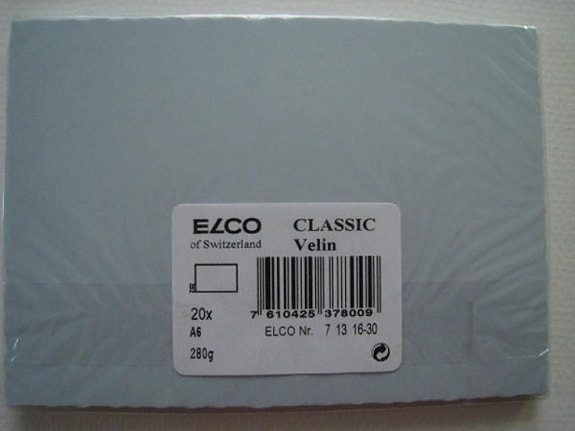 ELCO CLASSIC
of Switzerland Velin
20x
7 610425 378009
A6 ELCO Nr. 7 13 16-30
280g